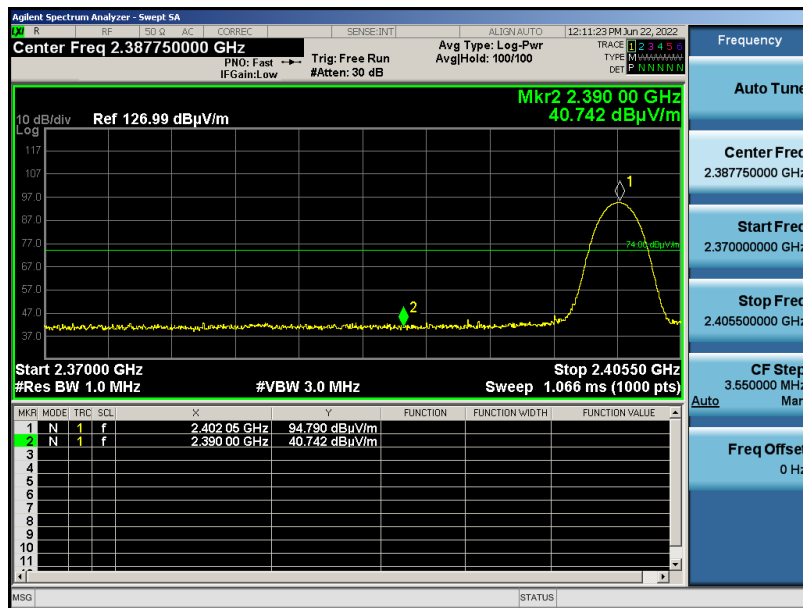 Agilent Spectrum Analyzer - Swept SA
R RF 50 Ω AC CORREC SENSE:INT ALIGN AUTO 12:11:23 PM Jun 22, 2022
Center Freq 2.387750000 GHz
PNO: Fast
IFGain:Low
Trig: Free Run
#Atten: 30 dB
Avg Type: Log-Pwr
Avg|Hold: 100/100
TRACE 1 2 3 4 5 6
TYPE M
DET P N N N N N
Mkr2 2.390 00 GHz
40.742 dBµV/m
10 dB/div Ref 126.99 dBµV/m
Log
117
107
97.0
87.0
77.0
67.0
57.0
47.0
37.0
1
74.00 dBµV/m
2
Start 2.37000 GHz Stop 2.40550 GHz
#Res BW 1.0 MHz #VBW 3.0 MHz Sweep 1.066 ms (1000 pts)
MKR MODE TRC SCL X Y FUNCTION FUNCTION WIDTH FUNCTION VALUE
1 N 1 f 2.402 05 GHz 94.790 dBµV/m
2 N 1 f 2.390 00 GHz 40.742 dBµV/m
3
4
5
6
7
8
9
10
11
MSG STATUS
Frequency
Auto Tune
Center Freq
2.387750000 GHz
Start Freq
2.370000000 GHz
Stop Freq
2.405500000 GHz
CF Step
3.550000 MHz
Auto Man
Freq Offset
0 Hz